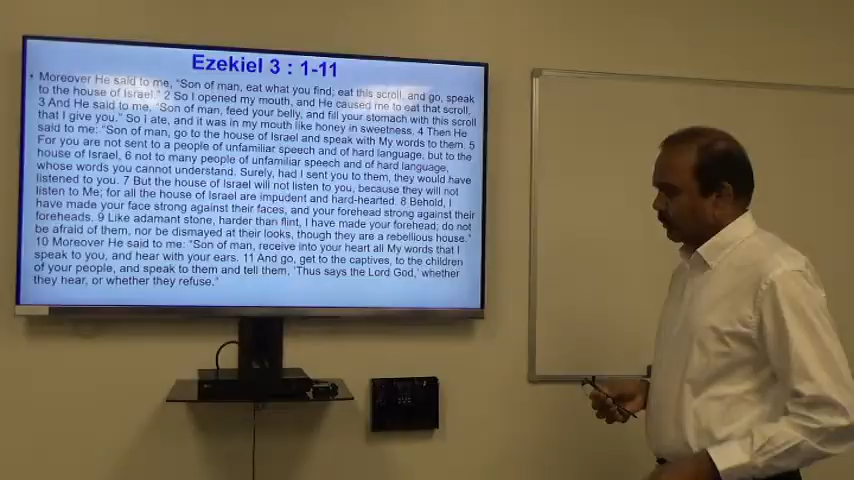 Ezekiel 3 : 1-11
• Moreover He said to me, "Son of man, eat what you find; eat this scroll, and go, speak
to the house of Israel." 2 So I opened my mouth, and He caused me to eat that scroll.
3 And He said to me, "Son of man, feed your belly, and fill your stomach with this scroll
that I give you." So I ate, and it was in my mouth like honey in sweetness. 4 Then He
said to me: "Son of man, go to the house of Israel and speak with My words to them. 5
For you are not sent to a people of unfamiliar speech and of hard language, but to the
house of Israel, 6 not to many people of unfamiliar speech and of hard language,
whose words you cannot understand. Surely, had I sent you to them, they would have
listened to you. 7 But the house of Israel will not listen to you, because they will not
listen to Me; for all the house of Israel are impudent and hard-hearted. 8 Behold, I
have made your face strong against their faces, and your forehead strong against their
foreheads. 9 Like adamant stone, harder than flint, I have made your forehead; do not
be afraid of them, nor be dismayed at their looks, though they are a rebellious house."
10 Moreover He said to me: "Son of man, receive into your heart all My words that I
speak to you, and hear with your ears. 11 And go, get to the captives, to the children
of your people, and speak to them and tell them, 'Thus says the Lord God,' whether
they hear, or whether they refuse."